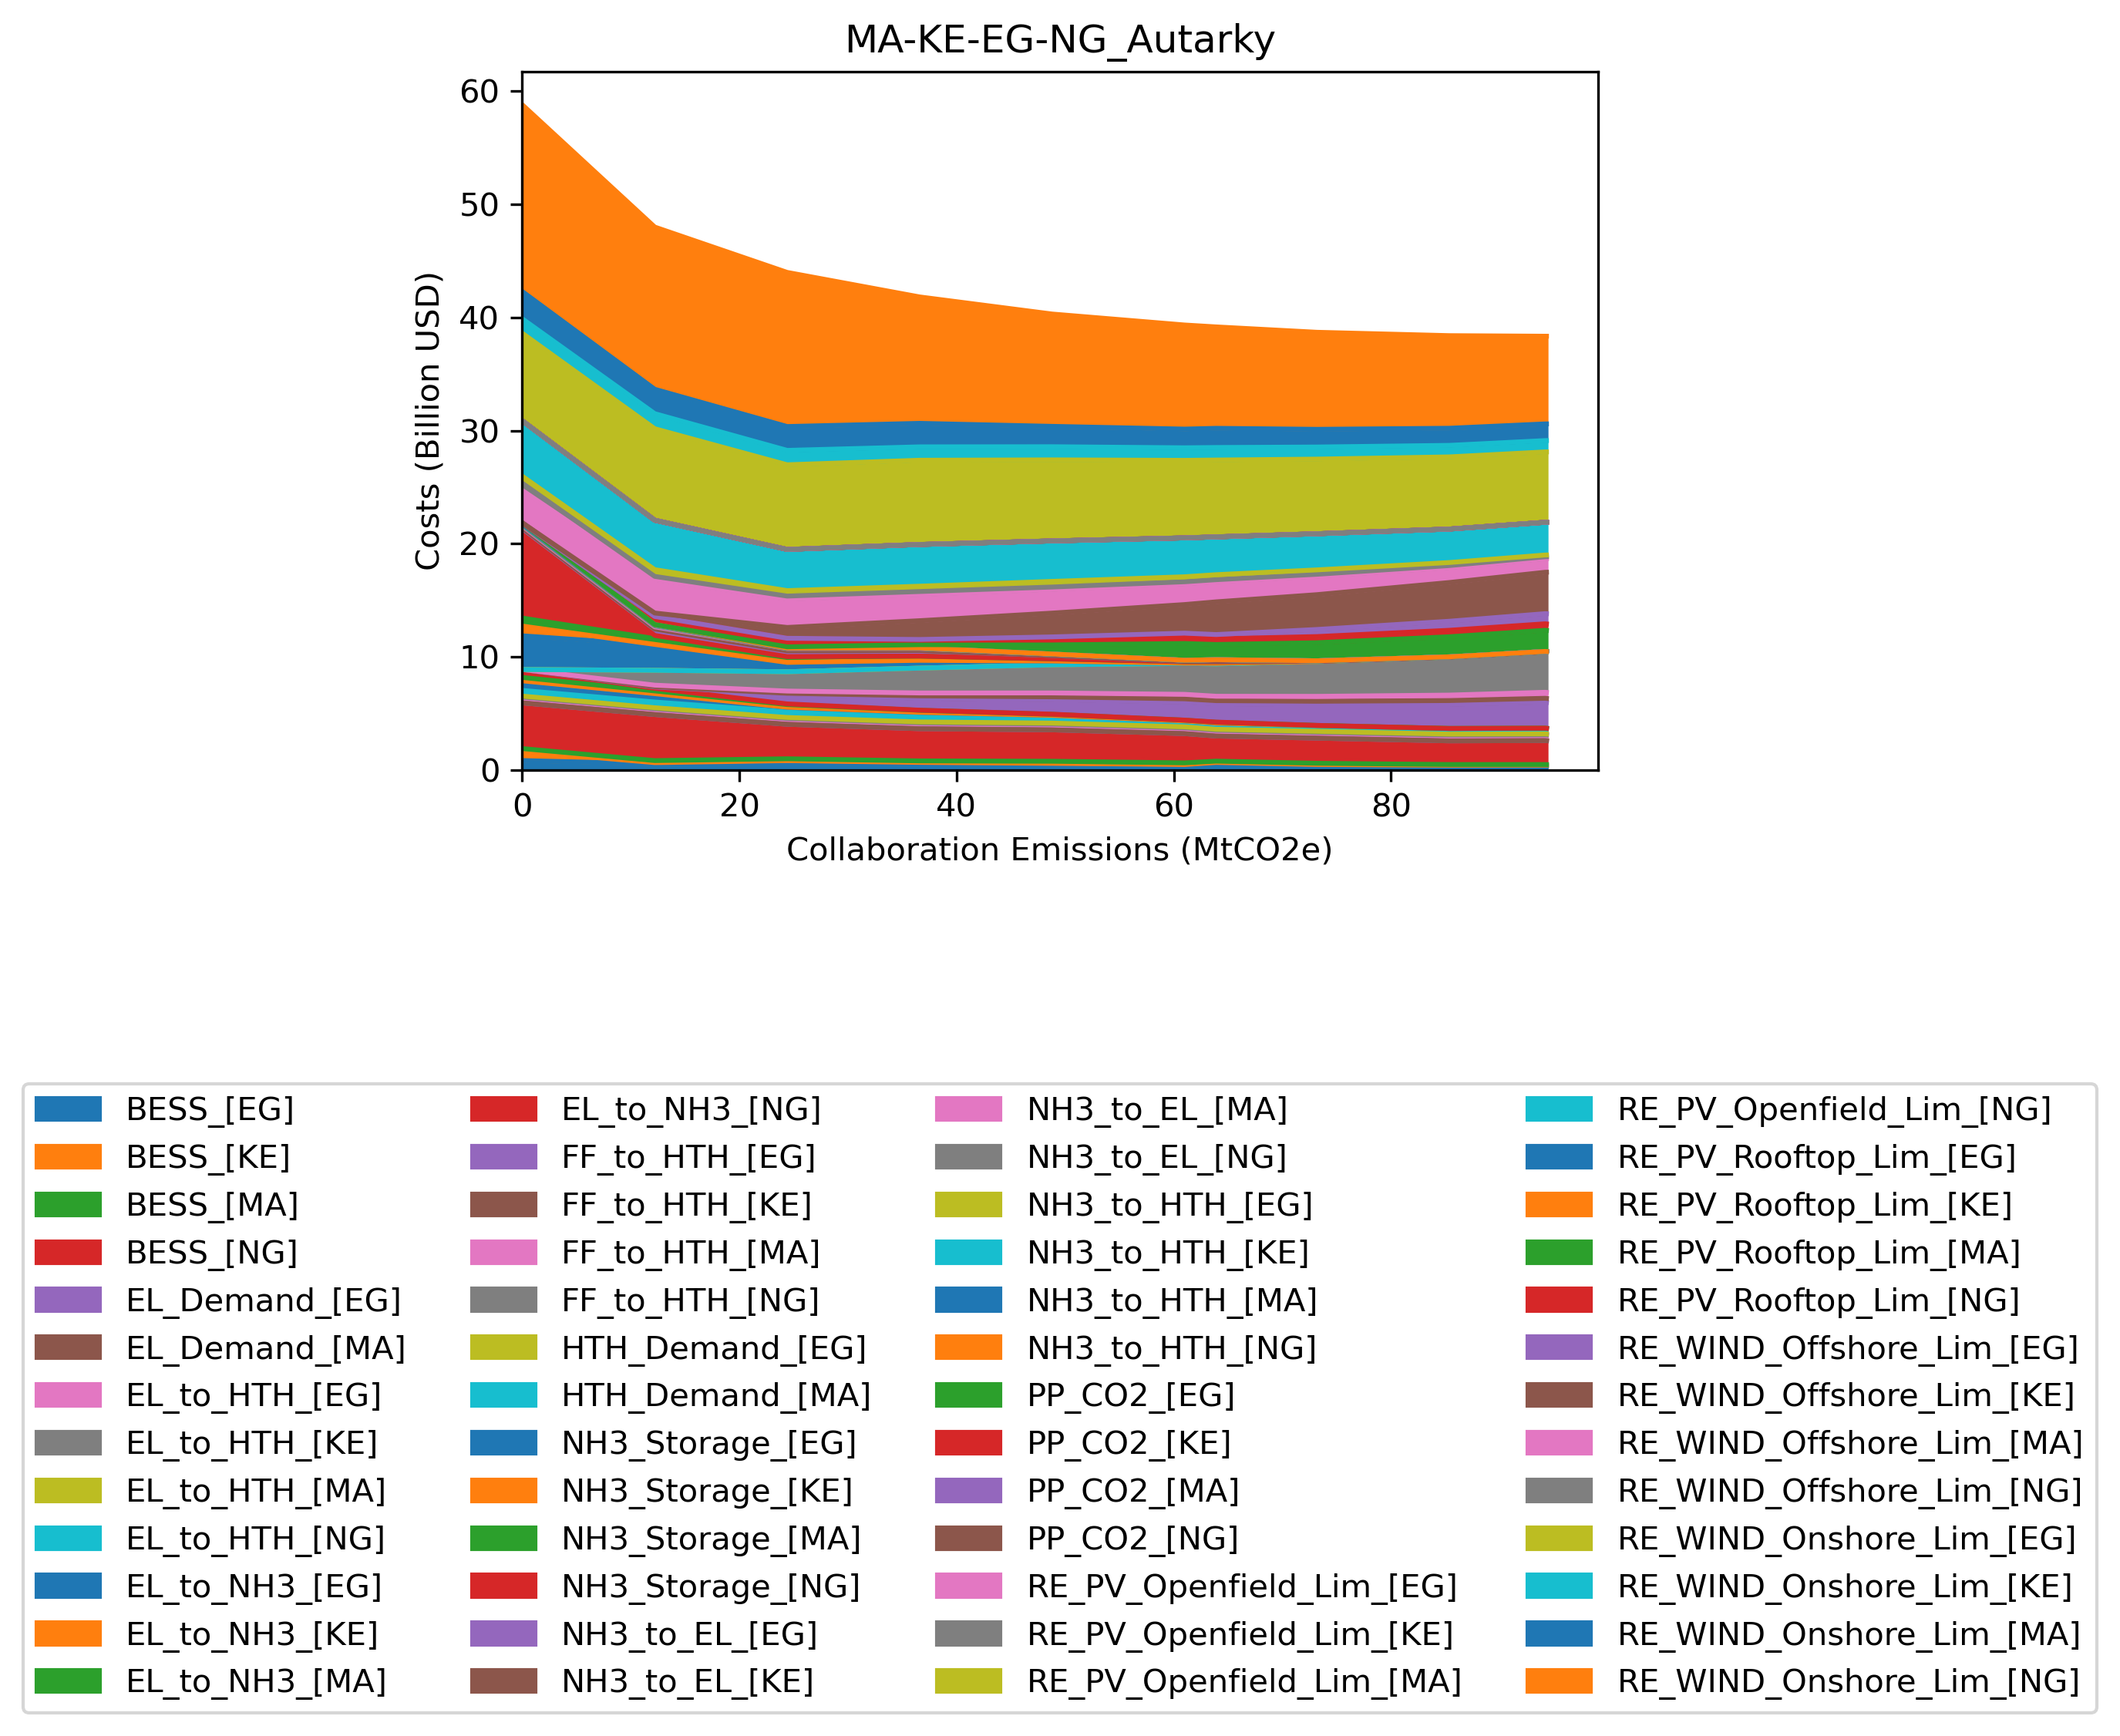 MA-KE-EG-NG_Autarky
60
50
40
30
20
10
0
Costs (Billion USD)
0 20 40 60 80
Collaboration Emissions (MtCO2e)
BESS_[EG]
BESS_[KE]
BESS_[MA]
BESS_[NG]
EL_Demand_[EG]
EL_Demand_[MA]
EL_to_HTH_[EG]
EL_to_HTH_[KE]
EL_to_HTH_[MA]
EL_to_HTH_[NG]
EL_to_NH3_[EG]
EL_to_NH3_[KE]
EL_to_NH3_[MA]
EL_to_NH3_[NG]
FF_to_HTH_[EG]
FF_to_HTH_[KE]
FF_to_HTH_[MA]
FF_to_HTH_[NG]
HTH_Demand_[EG]
HTH_Demand_[MA]
NH3_Storage_[EG]
NH3_Storage_[KE]
NH3_Storage_[MA]
NH3_Storage_[NG]
NH3_to_EL_[EG]
NH3_to_EL_[KE]
NH3_to_EL_[MA]
NH3_to_EL_[NG]
NH3_to_HTH_[EG]
NH3_to_HTH_[KE]
NH3_to_HTH_[MA]
NH3_to_HTH_[NG]
PP_CO2_[EG]
PP_CO2_[KE]
PP_CO2_[MA]
PP_CO2_[NG]
RE_PV_Openfield_Lim_[EG]
RE_PV_Openfield_Lim_[KE]
RE_PV_Openfield_Lim_[MA]
RE_PV_Openfield_Lim_[NG]
RE_PV_Rooftop_Lim_[EG]
RE_PV_Rooftop_Lim_[KE]
RE_PV_Rooftop_Lim_[MA]
RE_PV_Rooftop_Lim_[NG]
RE_WIND_Offshore_Lim_[EG]
RE_WIND_Offshore_Lim_[KE]
RE_WIND_Offshore_Lim_[MA]
RE_WIND_Offshore_Lim_[NG]
RE_WIND_Onshore_Lim_[EG]
RE_WIND_Onshore_Lim_[KE]
RE_WIND_Onshore_Lim_[MA]
RE_WIND_Onshore_Lim_[NG]